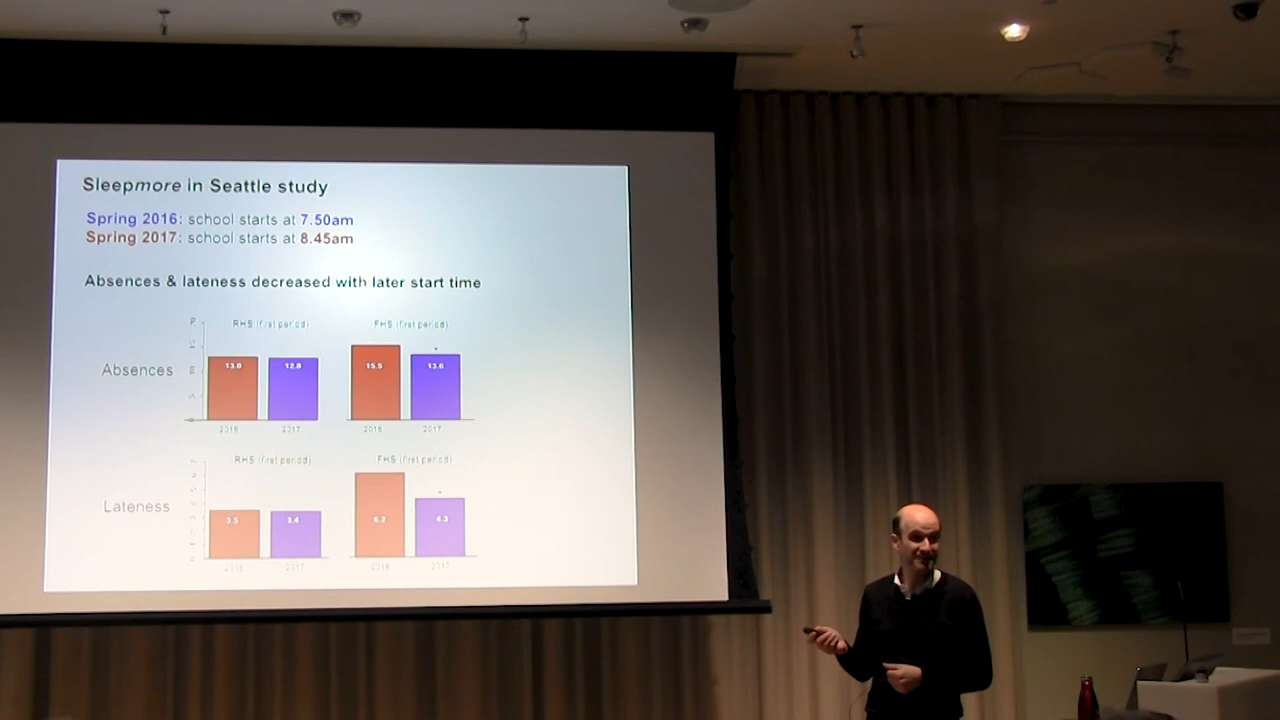 Sleepmore in Seattle study
Spring 2016: school starts at 7.50am
Spring 2017: school starts at 8.45am
Absences & lateness decreased with later start time
RHS (first period) FHS (first period)
Absences
13.0 12.8 15.5 13.6
2016 2017 2016 2017
RHS (first period) FHS (first period)
Lateness
3.5 3.4 6.2 4.3
2016 2017 2016 2017